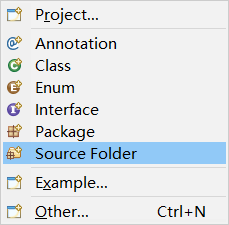 Project...
Annotation
Class
Enum
Interface
Package
Source Folder
Example...
Other... Ctrl+N